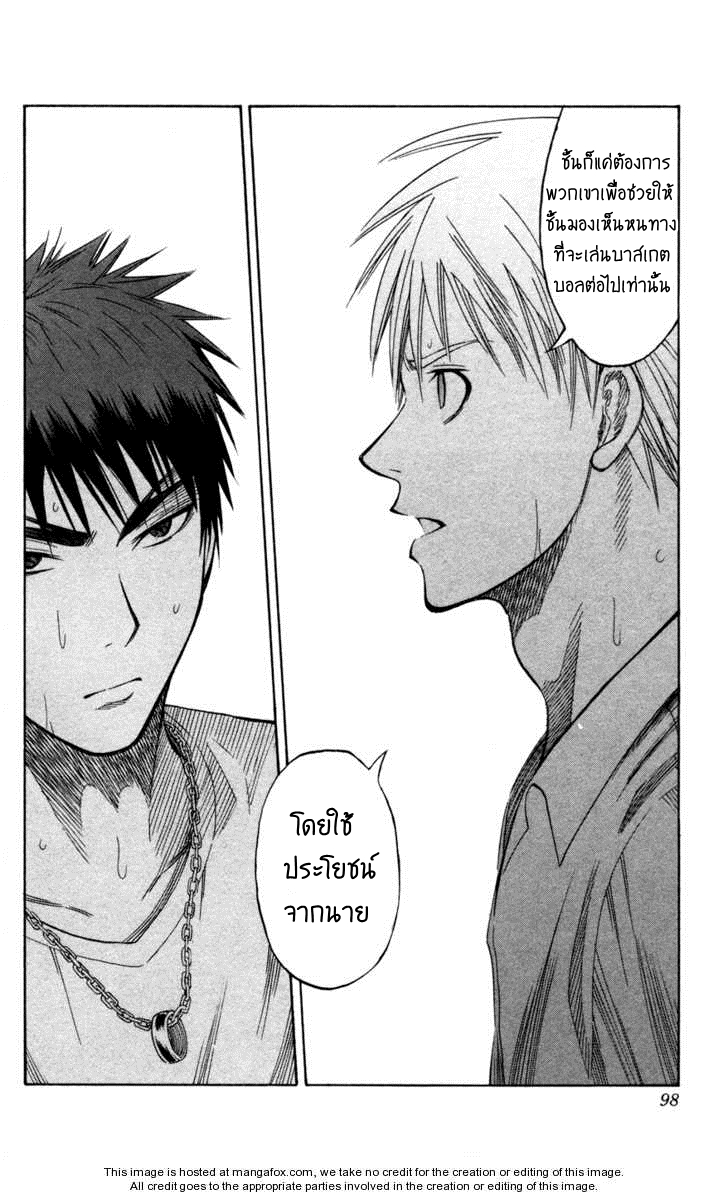 ชั้นก็แค่ต้องการ
พวกเขาเพื่อช่วยให้
ชั้นมองเห็นหนทาง
ที่จะเล่นบาสเกต
บอลต่อไปเท่านั้น
โดยใช้
ประโยชน์
จากนาย
98
This image is hosted at mangafox.com, we take no credit for the creation or editing of this image.
All credit goes to the appropriate parties involved in the creation or editing of this image.